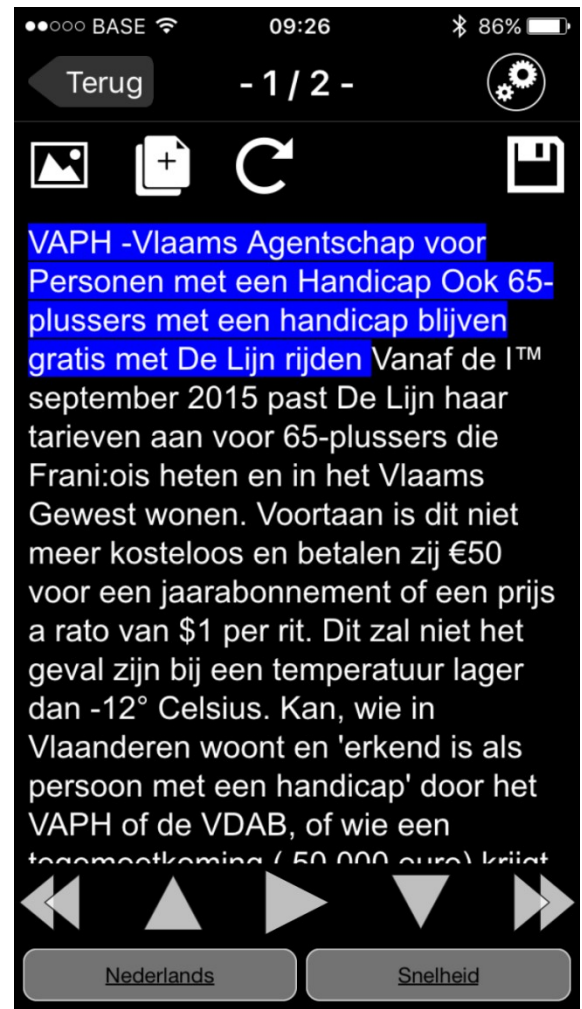 BASE 09:26 86%
Terug - 1 / 2 -
VAPH -Vlaams Agentschap voor
Personen met een Handicap Ook 65-
plussers met een handicap blijven
gratis met De Lijn rijden Vanaf de I™
september 2015 past De Lijn haar
tarieven aan voor 65-plussers die
Frani:ois heten en in het Vlaams
Gewest wonen. Voortaan is dit niet
meer kosteloos en betalen zij €50
voor een jaarabonnement of een prijs
a rato van $1 per rit. Dit zal niet het
geval zijn bij een temperatuur lager
dan -12° Celsius. Kan, wie in
Vlaanderen woont en 'erkend is als
persoon met een handicap' door het
VAPH of de VDAB, of wie een
tegemoetkoming ( 50 000 euro) krijgt
Nederlands Snelheid